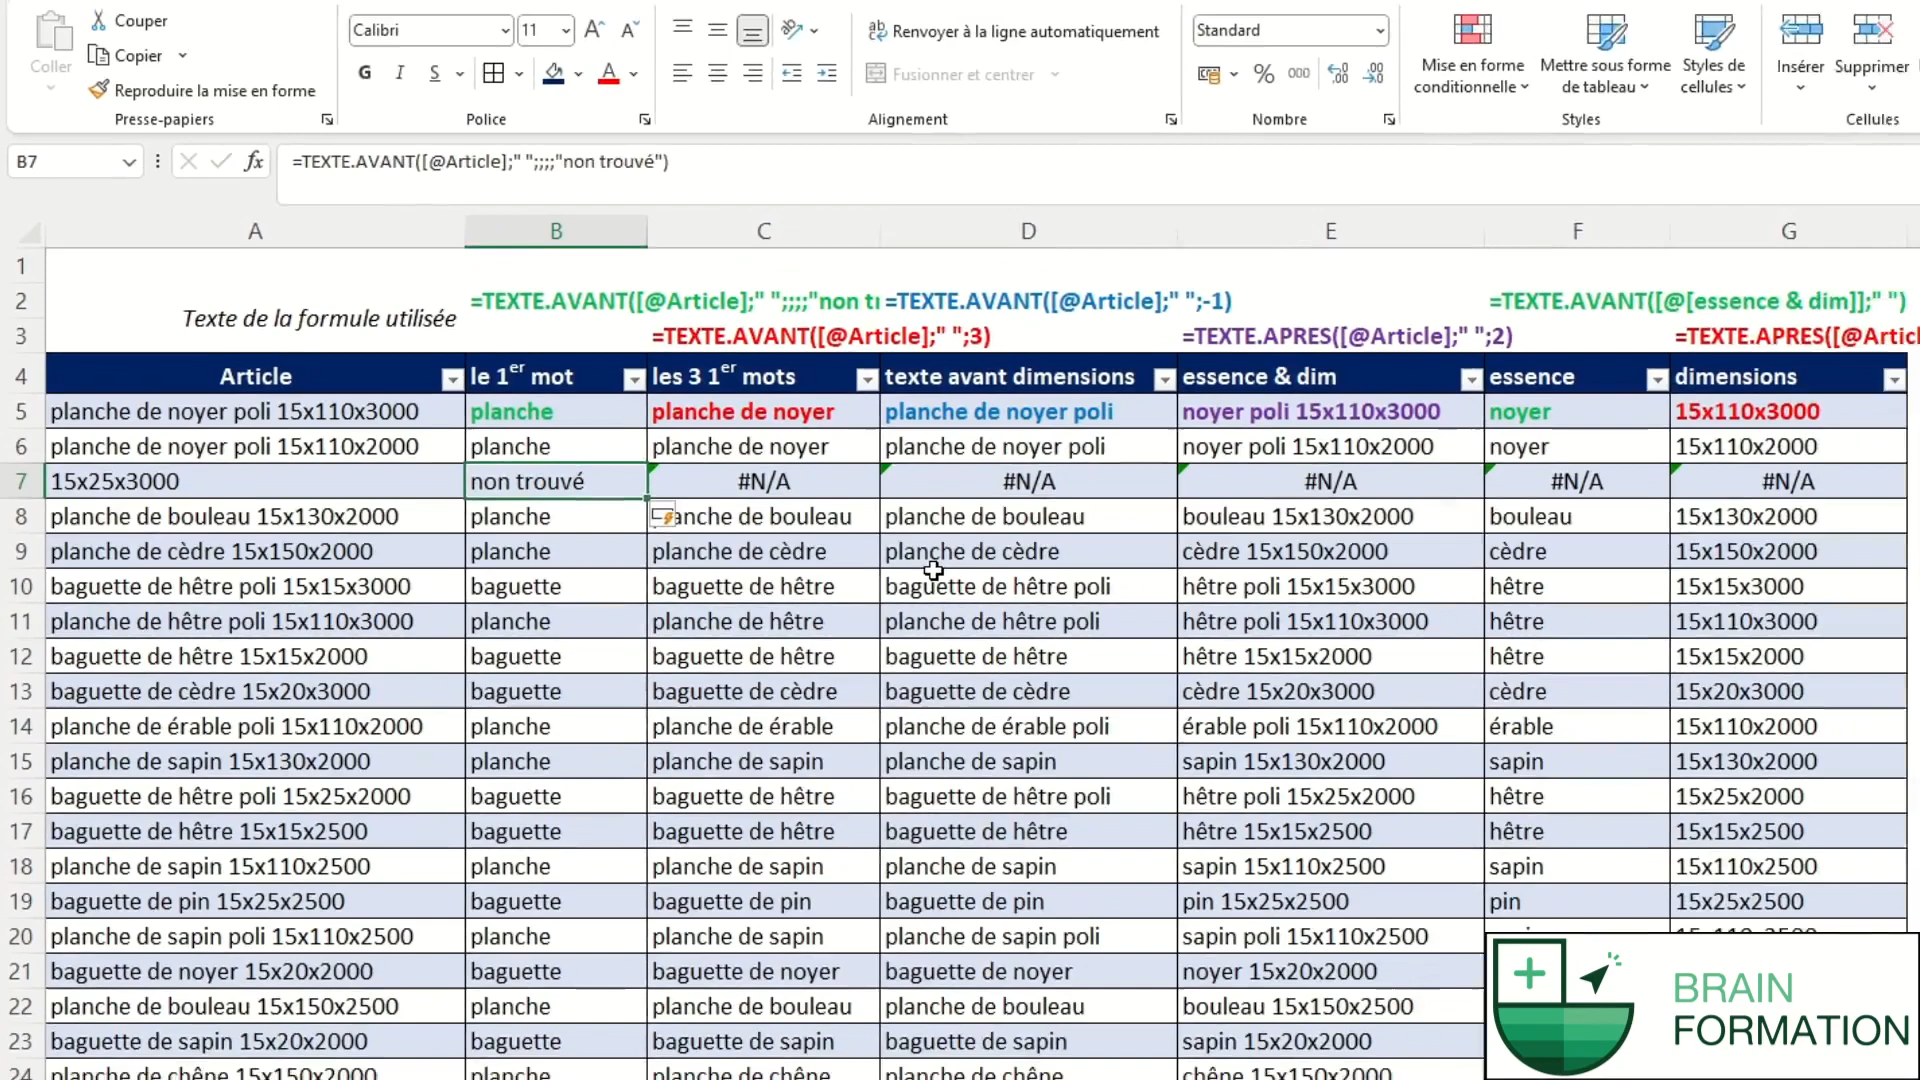 Coller
Couper
Copier
Reproduire la mise en forme
Presse-papiers
Calibri
11
G I S
Police
Renvoyer à la ligne automatiquement
Fusionner et centrer
Alignement
Standard
% 000
Nombre
Mise en forme conditionnelle
Mettre sous forme de tableau
Styles de cellules
Styles
Insérer
Supprimer
Cellules
B7
fx
=TEXTE.AVANT([@Article];" ";;;;"non trouvé")
A B C D E F G
1
2 =TEXTE.AVANT([@Article];" ";;;;"non tr =TEXTE.AVANT([@Article];" ";-1) =TEXTE.AVANT([@[essence & dim]];" ")
Texte de la formule utilisée
3 =TEXTE.AVANT([@Article];" ";3) =TEXTE.APRES([@Article];" ";2) =TEXTE.APRES([@Articl
4 Article le 1er mot les 3 1er mots texte avant dimensions essence & dim essence dimensions
5 planche de noyer poli 15x110x3000 planche planche de noyer planche de noyer poli noyer poli 15x110x3000 noyer 15x110x3000
6 planche de noyer poli 15x110x2000 planche planche de noyer planche de noyer poli noyer poli 15x110x2000 noyer 15x110x2000
7 15x25x3000 non trouvé #N/A #N/A #N/A #N/A #N/A
8 planche de bouleau 15x130x2000 planche anche de bouleau planche de bouleau bouleau 15x130x2000 bouleau 15x130x2000
9 planche de cèdre 15x150x2000 planche planche de cèdre planche de cèdre cèdre 15x150x2000 cèdre 15x150x2000
10 baguette de hêtre poli 15x15x3000 baguette baguette de hêtre baguette de hêtre poli hêtre poli 15x15x3000 hêtre 15x15x3000
11 planche de hêtre poli 15x110x3000 planche planche de hêtre planche de hêtre poli hêtre poli 15x110x3000 hêtre 15x110x3000
12 baguette de hêtre 15x15x2000 baguette baguette de hêtre baguette de hêtre hêtre 15x15x2000 hêtre 15x15x2000
13 baguette de cèdre 15x20x3000 baguette baguette de cèdre baguette de cèdre cèdre 15x20x3000 cèdre 15x20x3000
14 planche de érable poli 15x110x2000 planche planche de érable planche de érable poli érable poli 15x110x2000 érable 15x110x2000
15 planche de sapin 15x130x2000 planche planche de sapin planche de sapin sapin 15x130x2000 sapin 15x130x2000
16 baguette de hêtre poli 15x25x2000 baguette baguette de hêtre baguette de hêtre poli hêtre poli 15x25x2000 hêtre 15x25x2000
17 baguette de hêtre 15x15x2500 baguette baguette de hêtre baguette de hêtre hêtre 15x15x2500 hêtre 15x15x2500
18 planche de sapin 15x110x2500 planche planche de sapin planche de sapin sapin 15x110x2500 sapin 15x110x2500
19 baguette de pin 15x25x2500 baguette baguette de pin baguette de pin pin 15x25x2500 pin 15x25x2500
20 planche de sapin poli 15x110x2500 planche planche de sapin planche de sapin poli sapin poli 15x110x2500
21 baguette de noyer 15x20x2000 baguette baguette de noyer baguette de noyer noyer 15x20x2000
22 planche de bouleau 15x150x2500 planche planche de bouleau planche de bouleau bouleau 15x150x2500
23 baguette de sapin 15x20x2000 baguette baguette de sapin baguette de sapin sapin 15x20x2000
24 planche de chêne 15x150x2000 planche planche de chêne planche de chêne chêne 15x150x2000
BRAIN
FORMATION